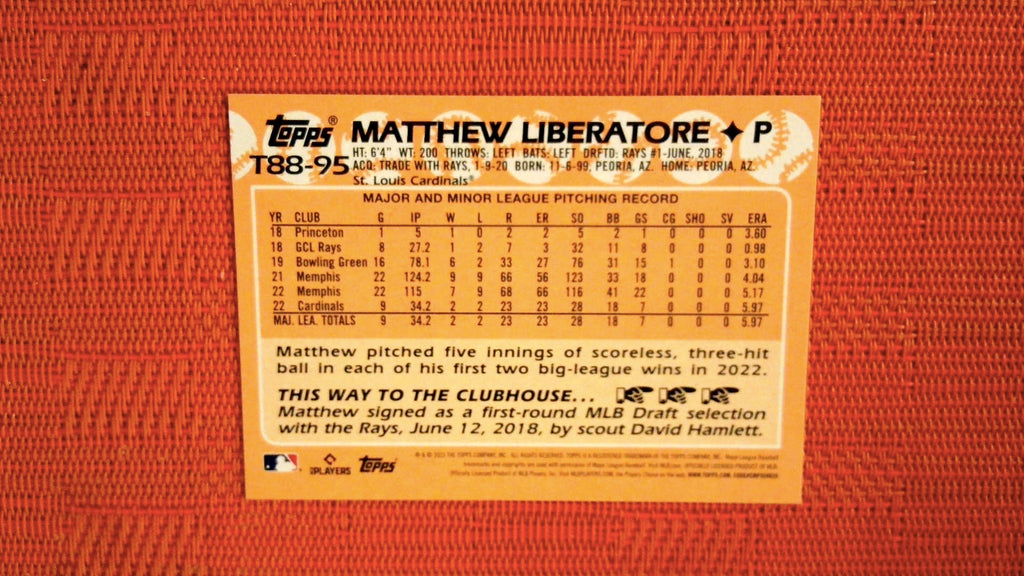 Topps®
T88-95
MATTHEW LIBERATORE ✦ P
HT: 6'4" WT: 200 THROWS: LEFT BATS: LEFT DRFTD: RAYS #1-JUNE, 2018
ACQ: TRADE WITH RAYS, 1-9-20 BORN: 11-6-99, PEORIA, AZ. HOME: PEORIA, AZ.
St. Louis Cardinals®
MAJOR AND MINOR LEAGUE PITCHING RECORD
YR CLUB G IP W L R ER SO BB GS CG SHO SV ERA
18 Princeton 1 5 1 0 2 2 5 2 1 0 0 0 3.60
18 GCL Rays 8 27.2 1 2 7 3 32 11 8 0 0 0 0.98
19 Bowling Green 16 78.1 6 2 33 27 76 31 15 1 0 0 3.10
21 Memphis 22 124.2 9 9 66 56 123 33 18 0 0 0 4.04
22 Memphis 22 115 7 9 68 66 116 41 22 0 0 0 5.17
22 Cardinals 9 34.2 2 2 23 23 28 18 7 0 0 0 5.97
MAJ. LEA. TOTALS 9 34.2 2 2 23 23 28 18 7 0 0 0 5.97
Matthew pitched five innings of scoreless, three-hit
ball in each of his first two big-league wins in 2022.
THIS WAY TO THE CLUBHOUSE...
Matthew signed as a first-round MLB Draft selection
with the Rays, June 12, 2018, by scout David Hamlett.
PLAYERS
Topps